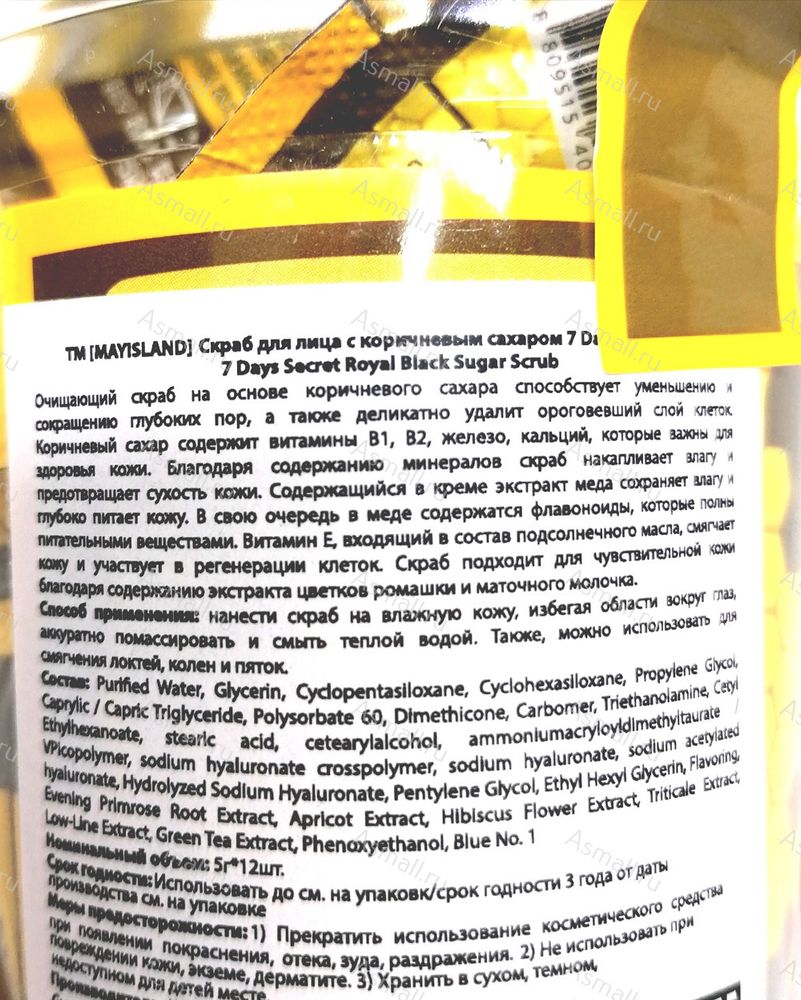 8 809515 40
TM [MAYISLAND] Скраб для лица с коричневым сахаром 7
7 Days Secret Royal Black Sugar Scrub
Очищающий скраб на основе коричневого сахара способствует уменьшению и
сокращению глубоких пор, а также деликатно удалит ороговевший слой клеток.
Коричневый сахар содержит витамины B1, B2, железо, кальций, которые важны для
здоровья кожи. Благодаря содержанию минералов скраб накапливает влагу и
предотвращает сухость кожи. Содержащийся в креме экстракт меда сохраняет влагу и
глубоко питает кожу. В свою очередь в меде содержатся флавоноиды, которые полны
питательными веществами. Витамин Е, входящий в состав подсолнечного масла, смягчает
кожу и участвует в регенерации клеток. Скраб подходит для чувствительной кожи
благодаря содержанию экстракта цветков ромашки и маточного молочка.
Способ применения: нанести скраб на влажную кожу, избегая области вокруг глаз,
аккуратно помассировать и смыть теплой водой. Также, можно использовать для
смягчения локтей, колен и пяток.
Состав: Purified Water, Glycerin, Cyclopentasiloxane, Cyclohexasiloxane, Propylene Glycol,
Caprylic / Capric Triglyceride, Polysorbate 60, Dimethicone, Carbomer, Triethanolamine, Cetyl
Ethylhexanoate, stearic acid, cetearylalcohol, ammoniumacryloyldimethyltaurate /
VPicopolymer, sodium hyaluronate crosspolymer, sodium hyaluronate, sodium acetylated
hyaluronate, Hydrolyzed Sodium Hyaluronate, Pentylene Glycol, Ethyl Hexyl Glycerin, Flavoring,
Evening Primrose Root Extract, Apricot Extract, Hibiscus Flower Extract, Triticale Extract,
Low-Line Extract, Green Tea Extract, Phenoxyethanol, Blue No. 1
Номинальный объем: 5г*12шт.
Срок годности: Использовать до см. на упаковк/срок годности 3 года от даты
производства см. на упаковке
Меры предосторожности: 1) Прекратить использование косметического средства
при появлении покраснения, отека, зуда, раздражения. 2) Не использовать при
повреждении кожи, экземе, дерматите. 3) Хранить в сухом, темном,
недоступном для детей месте.